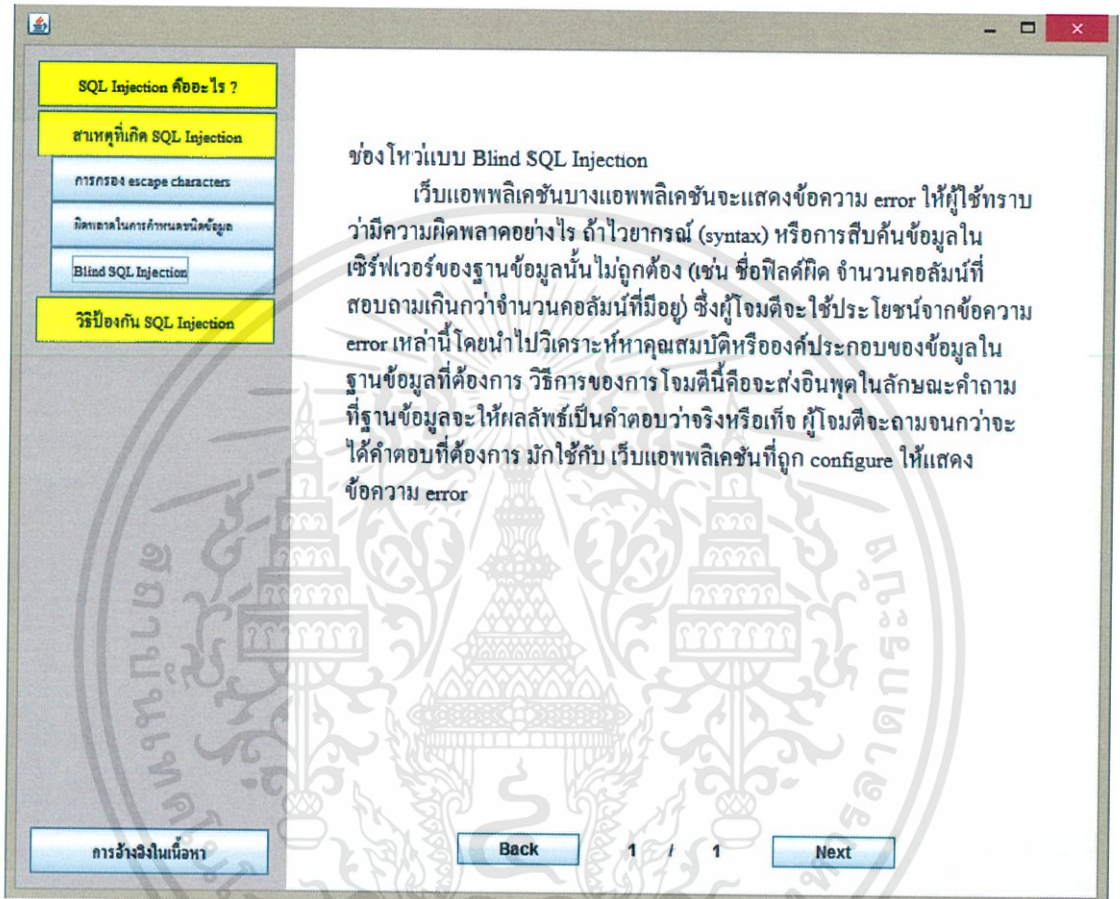 SQL Injection คืออะไร ?
สาเหตุที่เกิด SQL Injection
การกรอง escape characters
ผิดพลาดในการกำหนดชนิดข้อมูล
Blind SQL Injection
วิธีป้องกัน SQL Injection
การอ้างอิงในเนื้อหา
ช่องโหว่แบบ Blind SQL Injection
เว็บแอพพลิเคชันบางแอพพลิเคชันจะแสดงข้อความ error ให้ผู้ใช้ทราบ
ว่ามีความผิดพลาดอย่างไร ถ้าไวยากรณ์ (syntax) หรือการสืบค้นข้อมูลใน
เซิร์ฟเวอร์ของฐานข้อมูลนั้นไม่ถูกต้อง (เช่น ชื่อฟิลด์ผิด จำนวนคอลัมน์ที่
สอบถามเกินกว่าจำนวนคอลัมน์ที่มีอยู่) ซึ่งผู้โจมตีจะใช้ประโยชน์จากข้อความ
error เหล่านี้โดยนำไปวิเคราะห์หาคุณสมบัติหรือองค์ประกอบของข้อมูลใน
ฐานข้อมูลที่ต้องการ วิธีการของการโจมตีนี้คือจะส่งอินพุตในลักษณะคำถาม
ที่ฐานข้อมูลจะให้ผลลัพธ์เป็นคำตอบว่าจริงหรือเท็จ ผู้โจมตีจะถามจนกว่าจะ
ได้คำตอบที่ต้องการ มักใช้กับ เว็บแอพพลิเคชันที่ถูก configure ให้แสดง
ข้อความ error
Back 1 / 1 Next